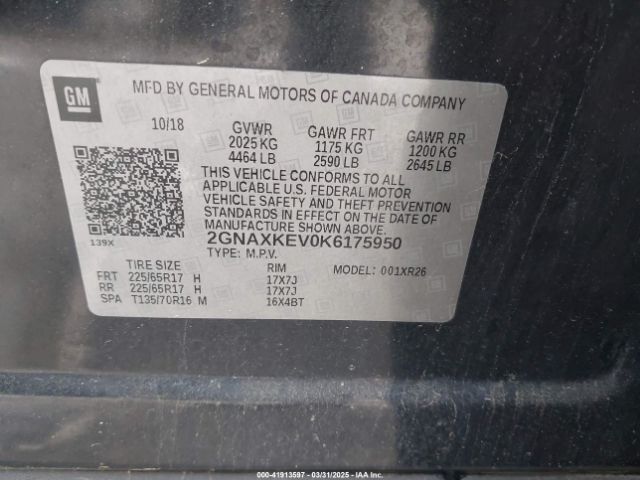 GM
MFD BY GENERAL MOTORS OF CANADA COMPANY
10/18 GVWR GAWR FRT GAWR RR
2025 KG 1175 KG 1200 KG
4464 LB 2590 LB 2645 LB
THIS VEHICLE CONFORMS TO ALL
APPLICABLE U.S. FEDERAL MOTOR
VEHICLE SAFETY AND THEFT PREVENTION
STANDARDS IN EFFECT ON THE DATE OF
MANUFACTURE SHOWN ABOVE.
139X 2GNAXKEV0K6175950
TYPE: M.P.V.
TIRE SIZE RIM MODEL: 001XR26
FRT 225/65R17 H 17X7J
RR 225/65R17 H 17X7J
SPA T135/70R16 M 16X4BT
000-41913597 - 03/31/2025 - IAAI.COM